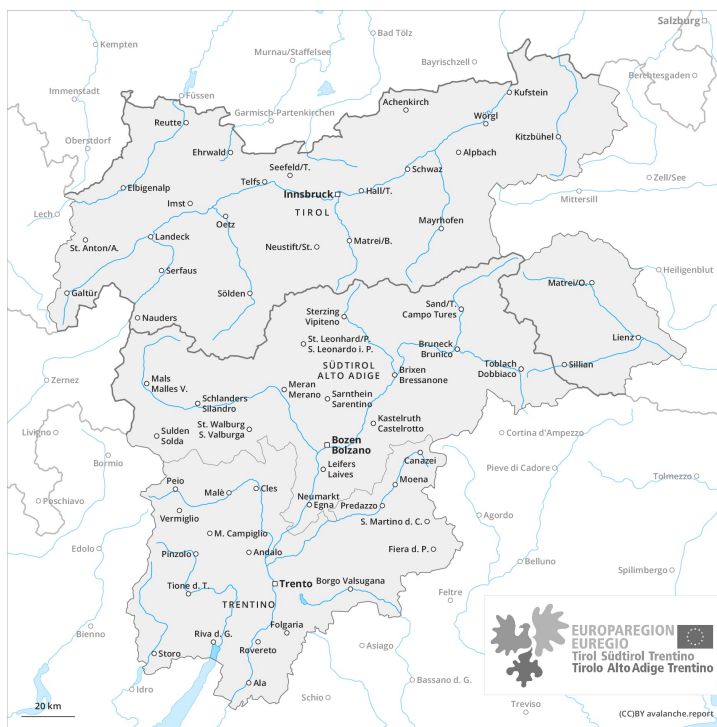 Salzburg
Bad Tölz
Kempten
Murnau/Staffelsee
Bayrischzell
Berchtesgaden
Immenstadt
Füssen
Kufstein
Achenkirch
Garmisch-Partenkirchen
Wörgl
Reutte
Kitzbühel
Oberstdorf
Ehrwald
Alpbach
Seefeld/T.
Schwaz
Telfs
Zell/See
Elbigenalp
Innsbruck
Hall/T.
Mittersill
Imst
TIROL
Lech
Oetz
Mayrhofen
Landeck
St. Anton/A.
Neustift/St.
Matrei/B.
Serfaus
Heiligenblut
Galtür
Sölden
Matrei/O.
Sand/T.
Campo Tures
Nauders
Sterzing
Vipiteno
Lienz
St. Leonhard/P.
S. Leonardo i. P.
Bruneck
Brunico
SÜDTIROL
ALTO ADIGE
Toblach
Dobbiaco
Sillian
Brixen
Bressanone
Zernez
Mals
Malles V.
Meran
Merano
Schlanders
Silandro
Sarnthein
Sarentino
Kastelruth
Castelrotto
St. Walburg
S. Valburga
Livigno
Sulden
Solda
Cortina d'Ampezzo
Bozen
Bolzano
Bormio
Canazei
Leifers
Laives
Pieve di Cadore
Tolmezzo
Peio
Malè
Cles
Moena
Poschiavo
Neumarkt
Egna
Predazzo
Vermiglio
Agordo
S. Martino d. C.
M. Campiglio
Edolo
Pinzolo
Andalo
Fiera d. P.
Belluno
Spilimbergo
Tione d. T.
Trento
Borgo Valsugana
Feltre
TRENTINO
Folgaria
Bienno
Riva d. G.
Rovereto
Asiago
Storo
Ala
Idro
Schio
Bassano d. G.
Treviso
EUROPAREGION
EUREGIO
Tirol Südtirol Trentino
Tirolo Alto Adige Trentino
20 km
(CC)BY avalanche.report